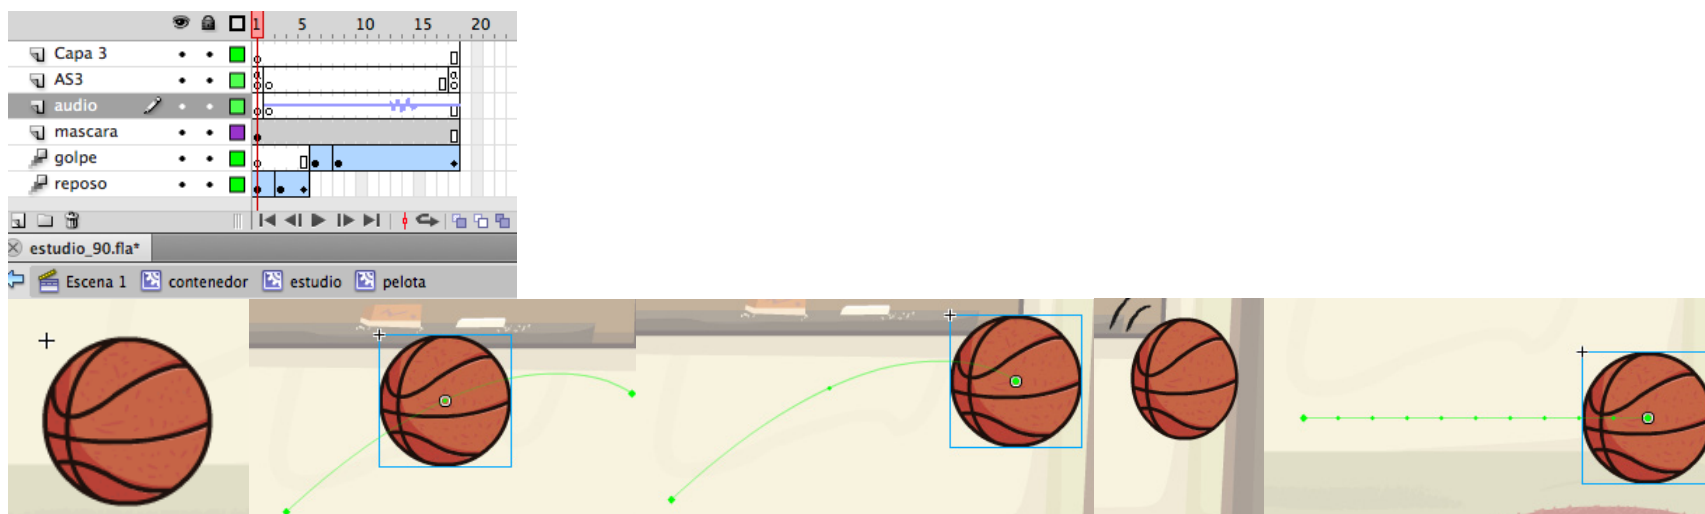 1 5 10 15 20
Capa 3
AS3
audio
mascara
golpe
reposo
estudio_90.fla*
Escena 1 contenedor estudio pelota